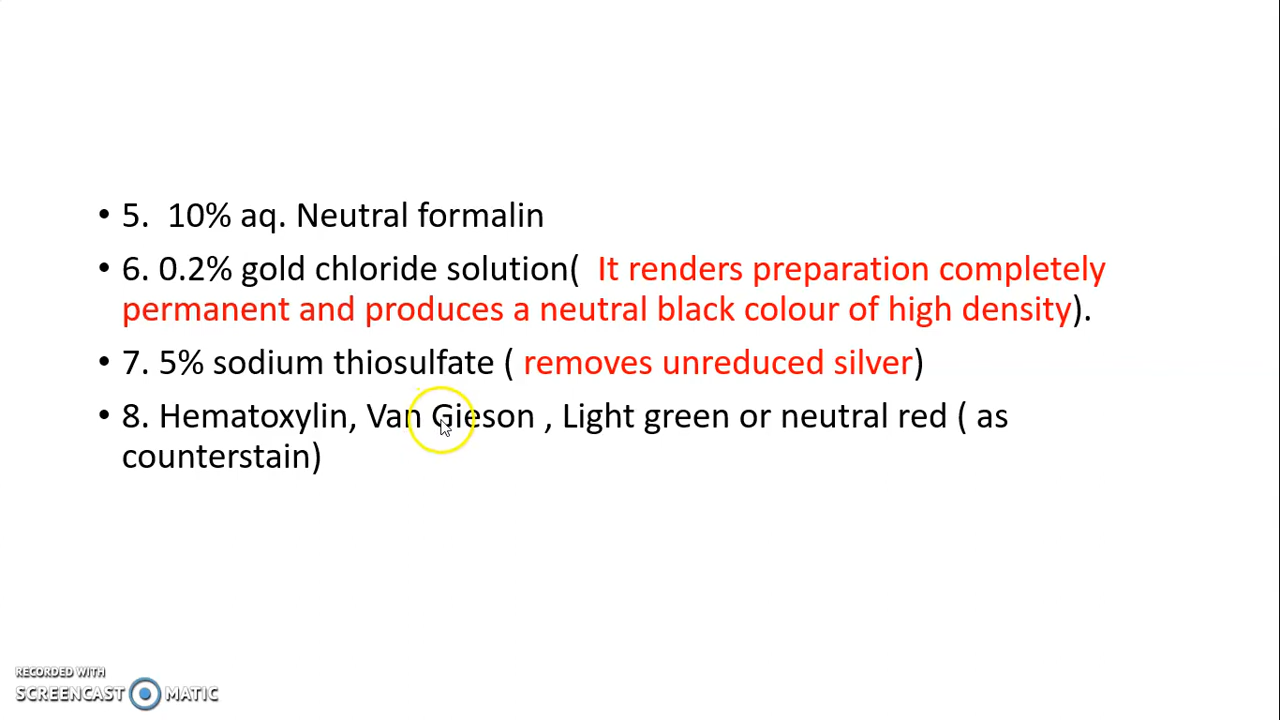 • 5.  10% aq. Neutral formalin
• 6. 0.2% gold chloride solution(  It renders preparation completely
permanent and produces a neutral black colour of high density).
• 7. 5% sodium thiosulfate ( removes unreduced silver)
• 8. Hematoxylin, Van Gieson , Light green or neutral red ( as
counterstain)
RECORDED WITH
SCREENCAST MATIC